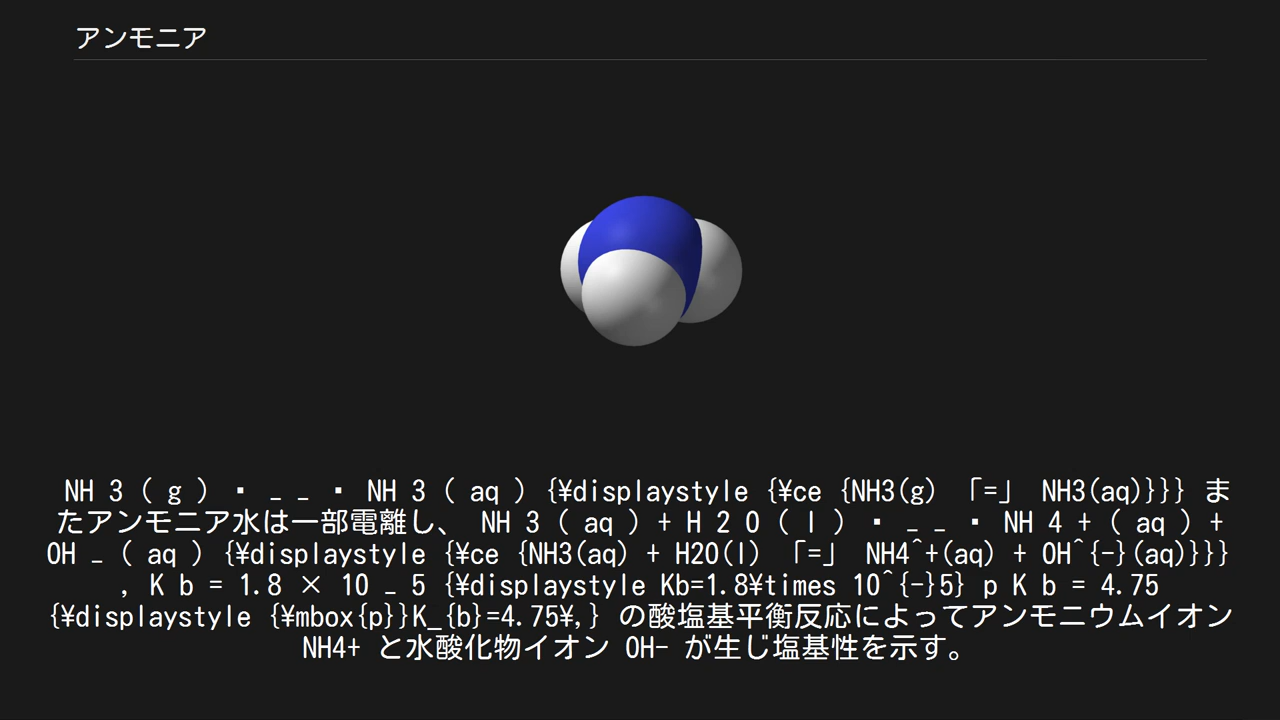 アンモニア
NH 3 ( g ) ▪ − − ▪ NH 3 ( aq ) {¥displaystyle {¥ce {NH3(g) 「=」 NH3(aq)}}} ま
たアンモニア水は一部電離し、 NH 3 ( aq ) + H 2 O ( l ) ▪ − − ▪ NH 4 + ( aq ) +
OH − ( aq ) {¥displaystyle {¥ce {NH3(aq) + H2O(l) 「=」 NH4^+(aq) + OH^{-}(aq)}}}
, K b = 1.8 × 10 − 5 {¥displaystyle Kb=1.8¥times 10^{-}5} p K b = 4.75
{¥displaystyle {¥mbox{p}}K_{b}=4.75¥,} の酸塩基平衡反応によってアンモニウムイオン
NH4+ と水酸化物イオン OH- が生じ塩基性を示す。